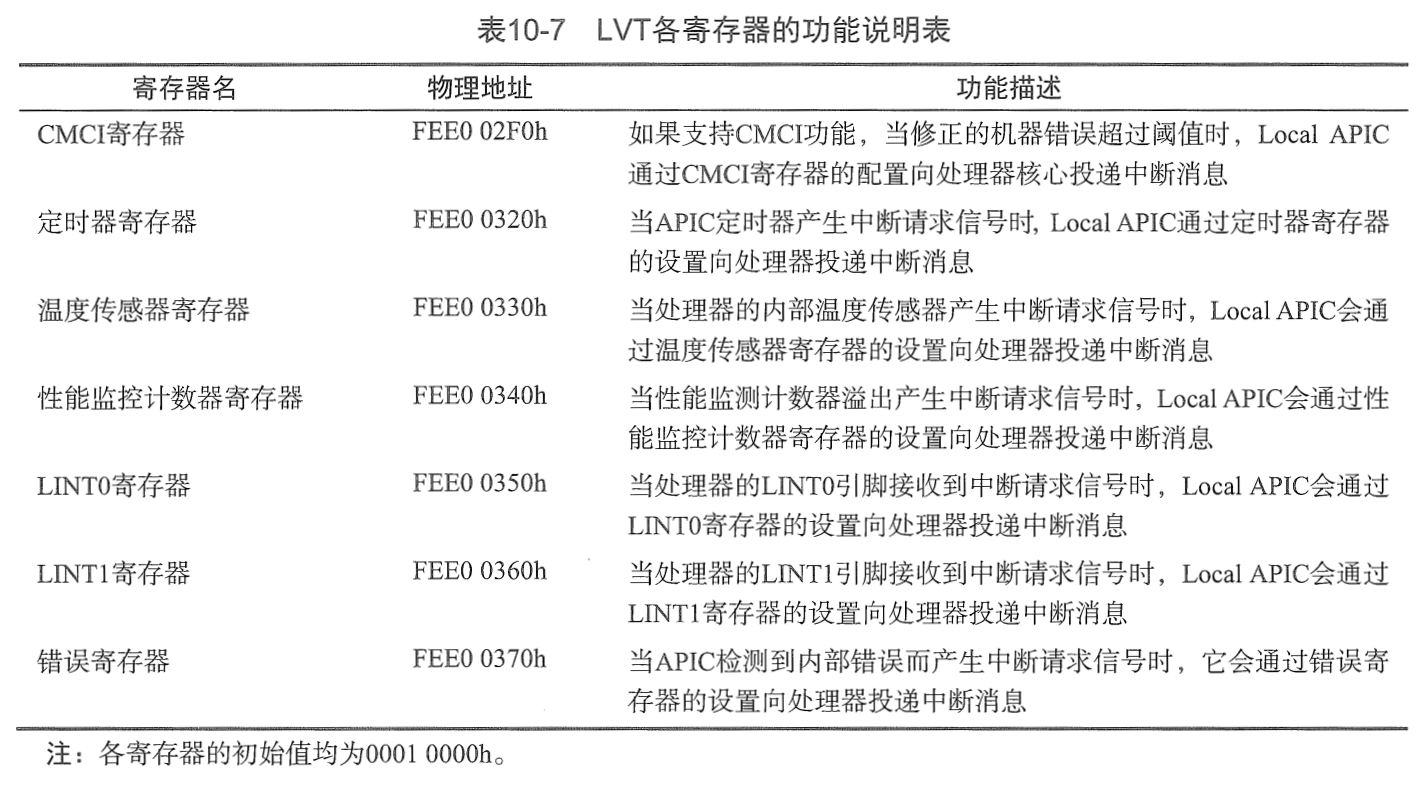 表10-7 LVT各寄存器的功能说明表
寄存器名 物理地址 功能描述
CMCI寄存器 FEE0 02F0h 如果支持CMCI功能，当修正的机器错误超过阈值时，Local APIC
通过CMCI寄存器的配置向处理器核心投递中断消息
定时器寄存器 FEE0 0320h 当APIC定时器产生中断请求信号时, Local APIC通过定时器寄存器
的设置向处理器投递中断消息
温度传感器寄存器 FEE0 0330h 当处理器的内部温度传感器产生中断请求信号时，Local APIC会通
过温度传感器寄存器的设置向处理器投递中断消息
性能监控计数器寄存器 FEE0 0340h 当性能监测计数器溢出产生中断请求信号时，Local APIC会通过性
能监控计数器寄存器的设置向处理器投递中断消息
LINT0寄存器 FEE0 0350h 当处理器的LINT0引脚接收到中断请求信号时，Local APIC会通过
LINT0寄存器的设置向处理器投递中断消息
LINT1寄存器 FEE0 0360h 当处理器的LINT1引脚接收到中断请求信号时，Local APIC会通过
LINT1寄存器的设置向处理器投递中断消息
错误寄存器 FEE0 0370h 当APIC检测到内部错误而产生中断请求信号时，它会通过错误寄
存器的设置向处理器投递中断消息
注：各寄存器的初始值均为0001 0000h。